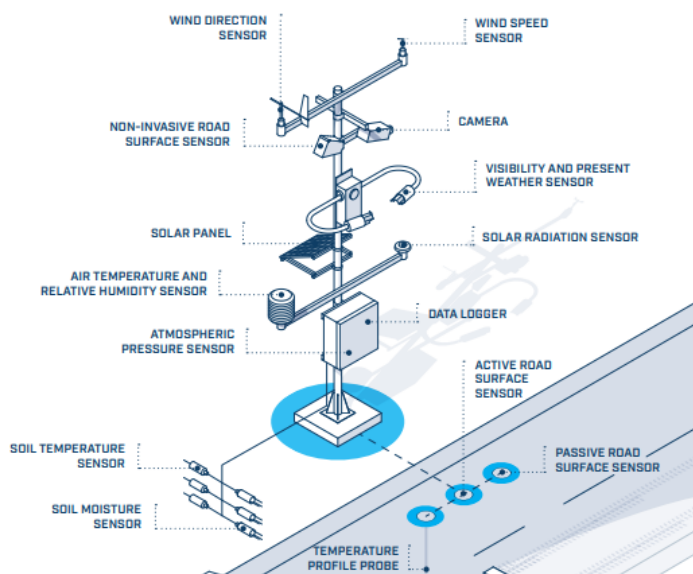 WIND DIRECTION
SENSOR
WIND SPEED
SENSOR
NON-INVASIVE ROAD
SURFACE SENSOR
CAMERA
VISIBILITY AND PRESENT
WEATHER SENSOR
SOLAR PANEL
SOLAR RADIATION SENSOR
AIR TEMPERATURE AND
RELATIVE HUMIDITY SENSOR
DATA LOGGER
ATMOSPHERIC
PRESSURE SENSOR
ACTIVE ROAD
SURFACE
SENSOR
SOIL TEMPERATURE
SENSOR
PASSIVE ROAD
SURFACE SENSOR
SOIL MOISTURE
SENSOR
TEMPERATURE
PROFILE PROBE